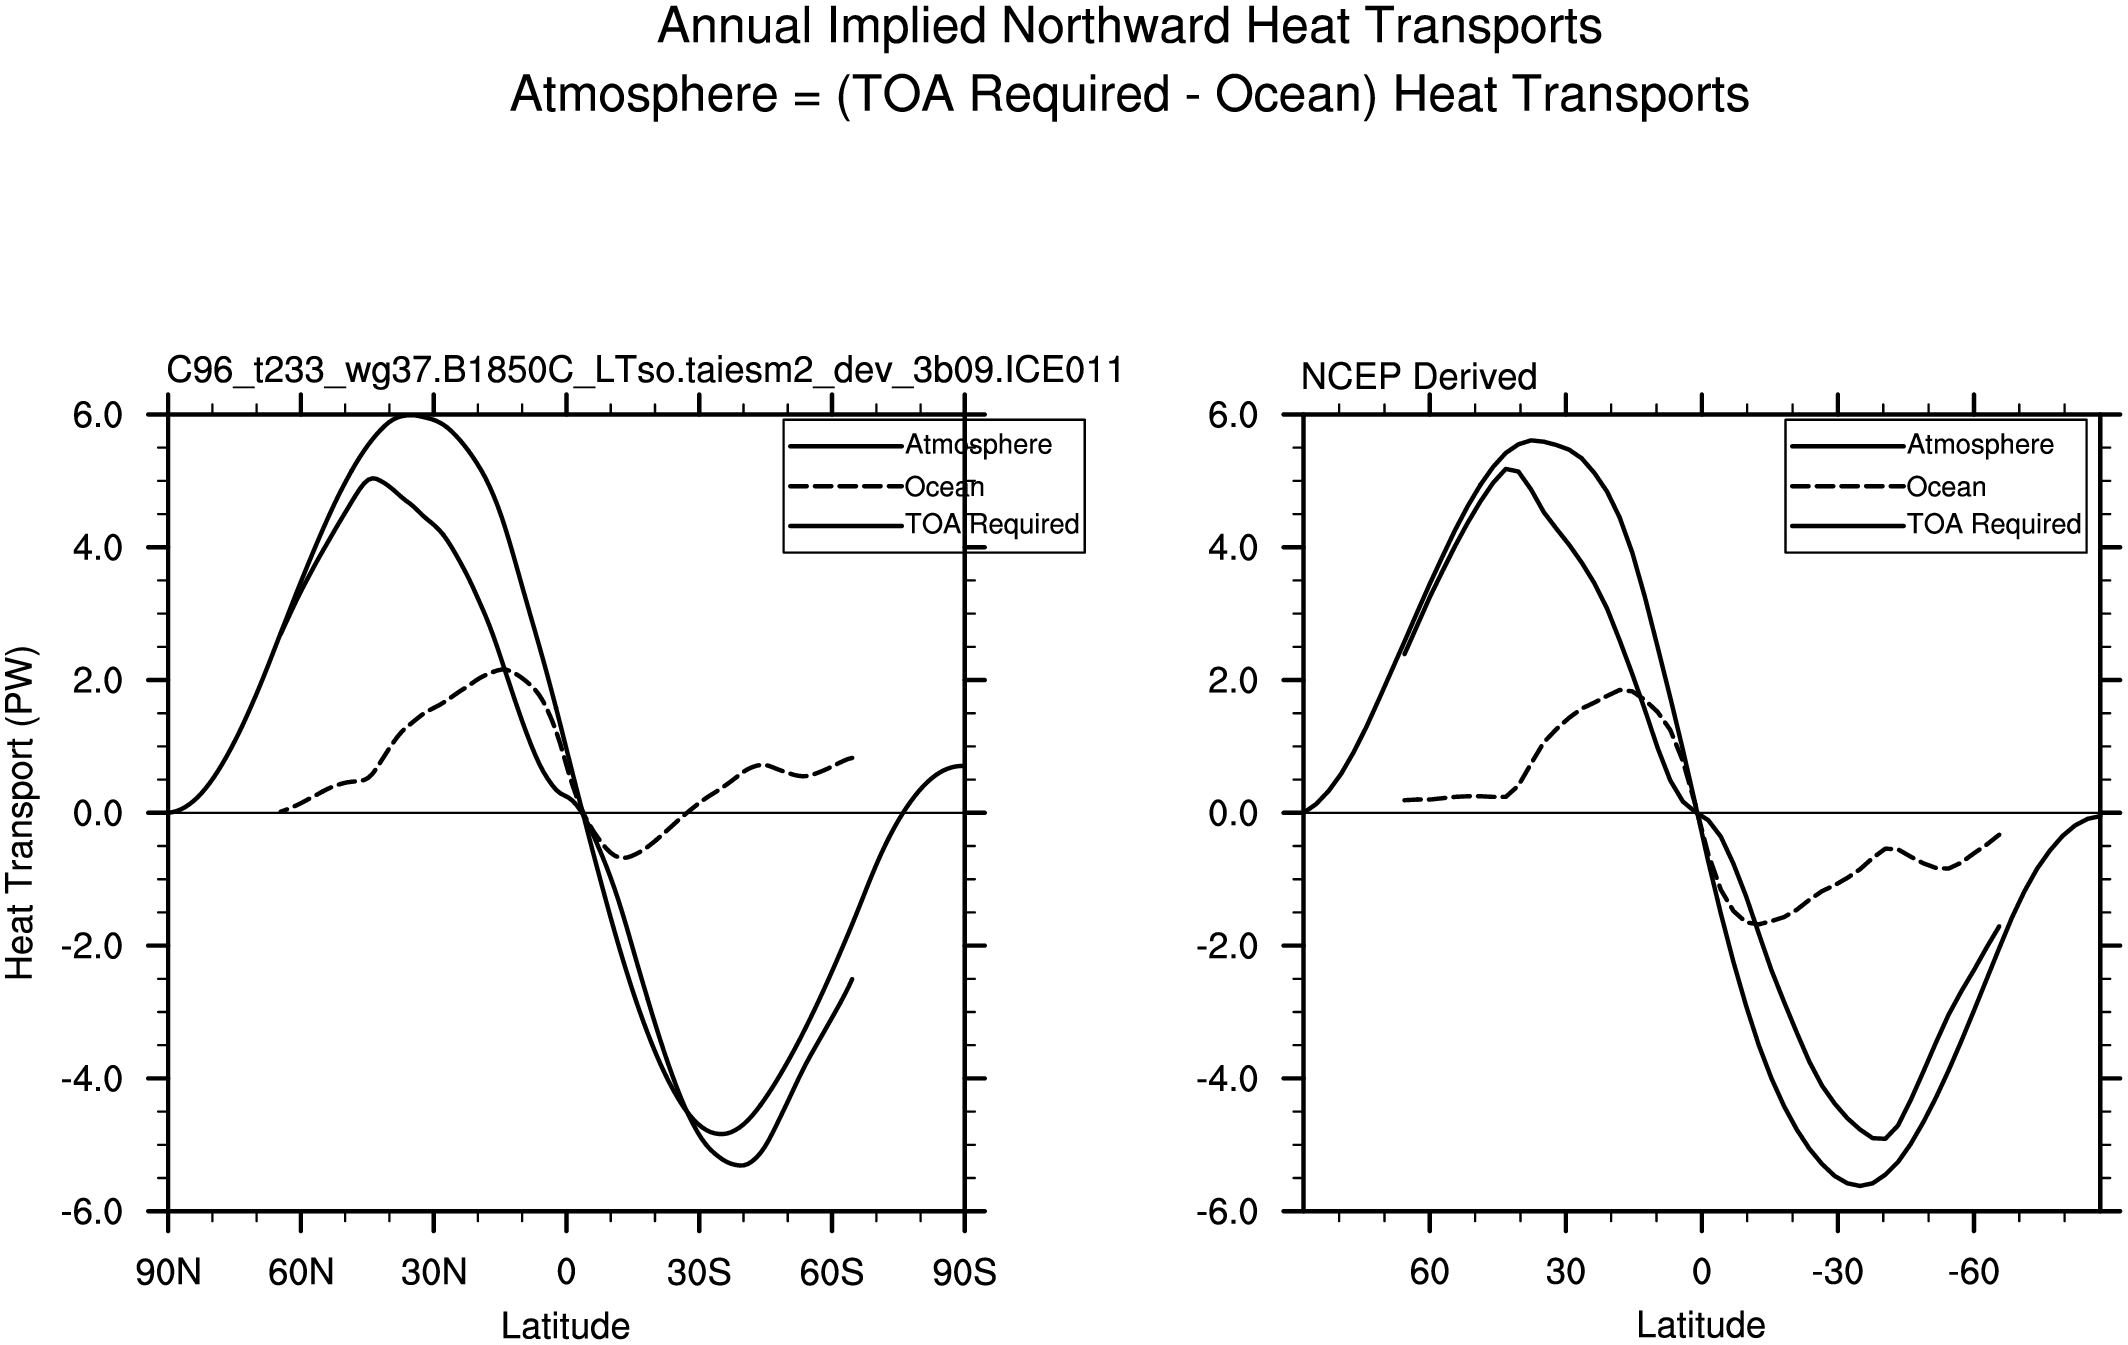 Annual Implied Northward Heat Transports
Atmosphere = (TOA Required - Ocean) Heat Transports
C96_t233_wg37.B1850C_LTso.taiesm2_dev_3b09.ICE011
6.0
4.0
2.0
0.0
-2.0
-4.0
-6.0
Heat Transport (PW)
Atmosphere
Ocean
TOA Required
90N 60N 30N 0 30S 60S 90S
Latitude
NCEP Derived
6.0
4.0
2.0
0.0
-2.0
-4.0
-6.0
Atmosphere
Ocean
TOA Required
60 30 0 -30 -60
Latitude